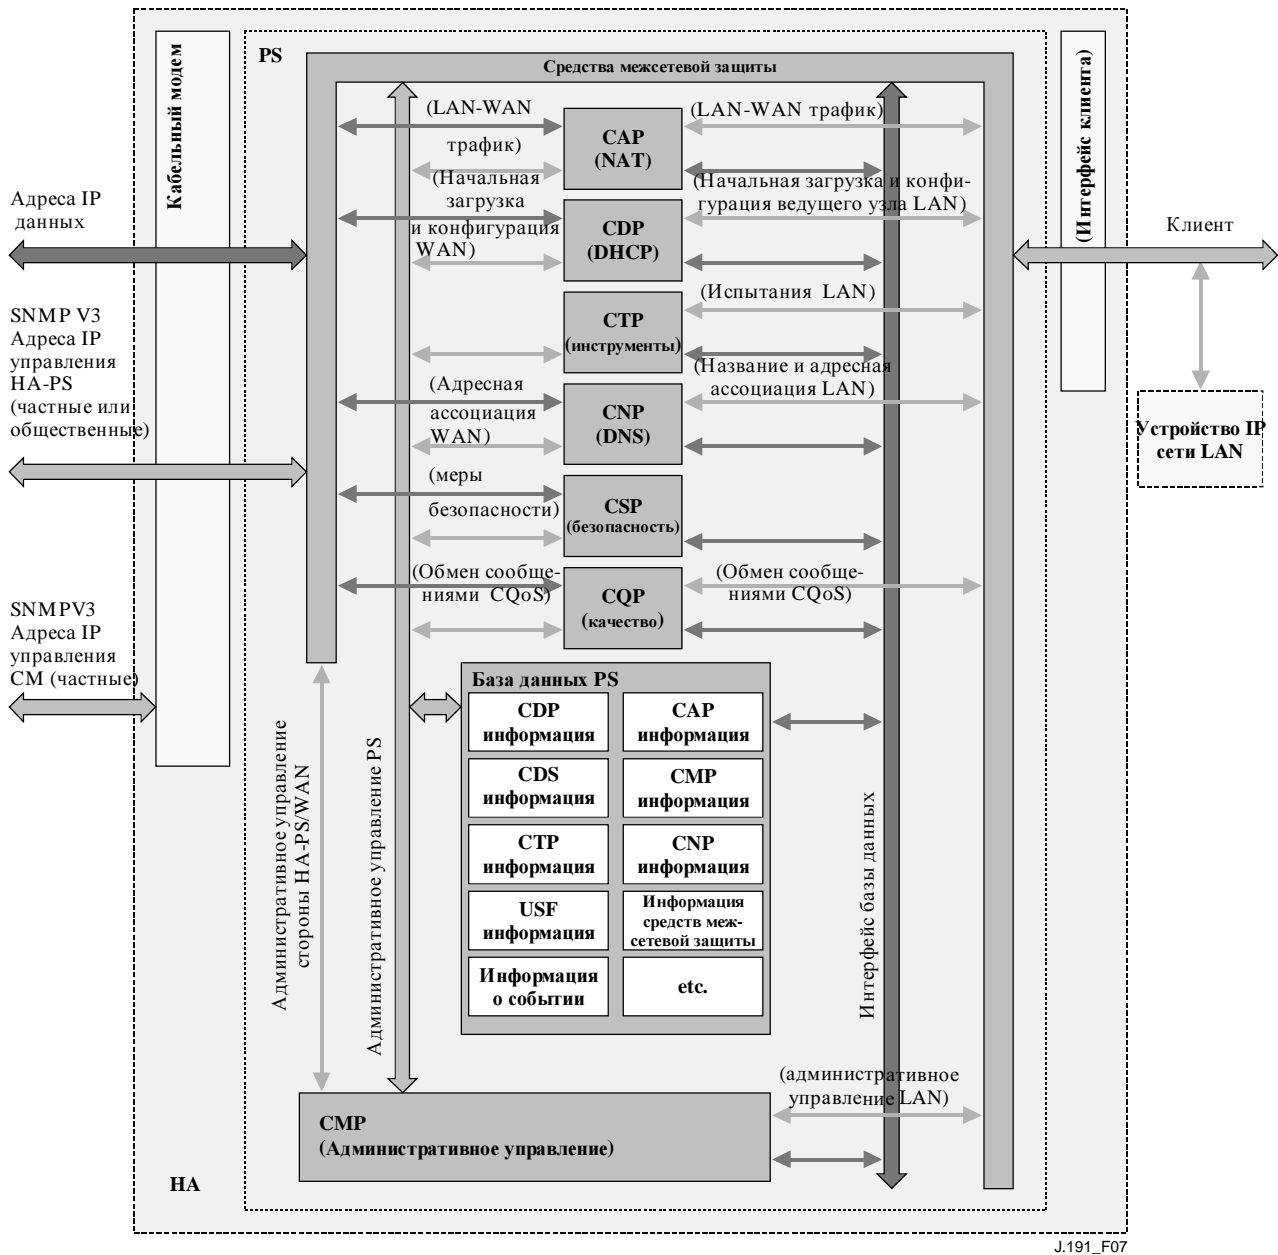 Кабельный модем
PS
Средства межсетевой защиты
(Интерфейс клиента)
(LAN-WAN
трафик)
CAP
(NAT)
(LAN-WAN трафик)
(Начальная
загрузка
и конфигурация
WAN)
CDP
(DHCP)
(Начальная загрузка и конфи-
гурация ведущего узла LAN)
CTP
(инструменты)
(Испытания LAN)
(Адресная
ассоциация
WAN)
CNP
(DNS)
(Название и адресная
ассоциация LAN)
(меры
безопасности)
CSP
(безопасность)
(Обмен сообще-
ниями CQoS)
CQP
(качество)
(Обмен сообще-
ниями CQoS)
Адреса IP
данных
SNMP V3
Адреса IP
управления
HA-PS
(частные или
общественные)
SNMPV3
Адреса IP
управления
CM (частные)
Клиент
Устройство IP
сети LAN
База данных PS
CDP
информация
CAP
информация
CDS
информация
CMP
информация
CTP
информация
CNP
информация
USF
информация
Информация
средств меж-
сетевой защиты
Информация
о событии
etc.
Административное управление
стороны HA-PS/WAN
Административное управление PS
Интерфейс базы данных
(административное
управление LAN)
CMP
(Административное управление)
HA
J.191_F07